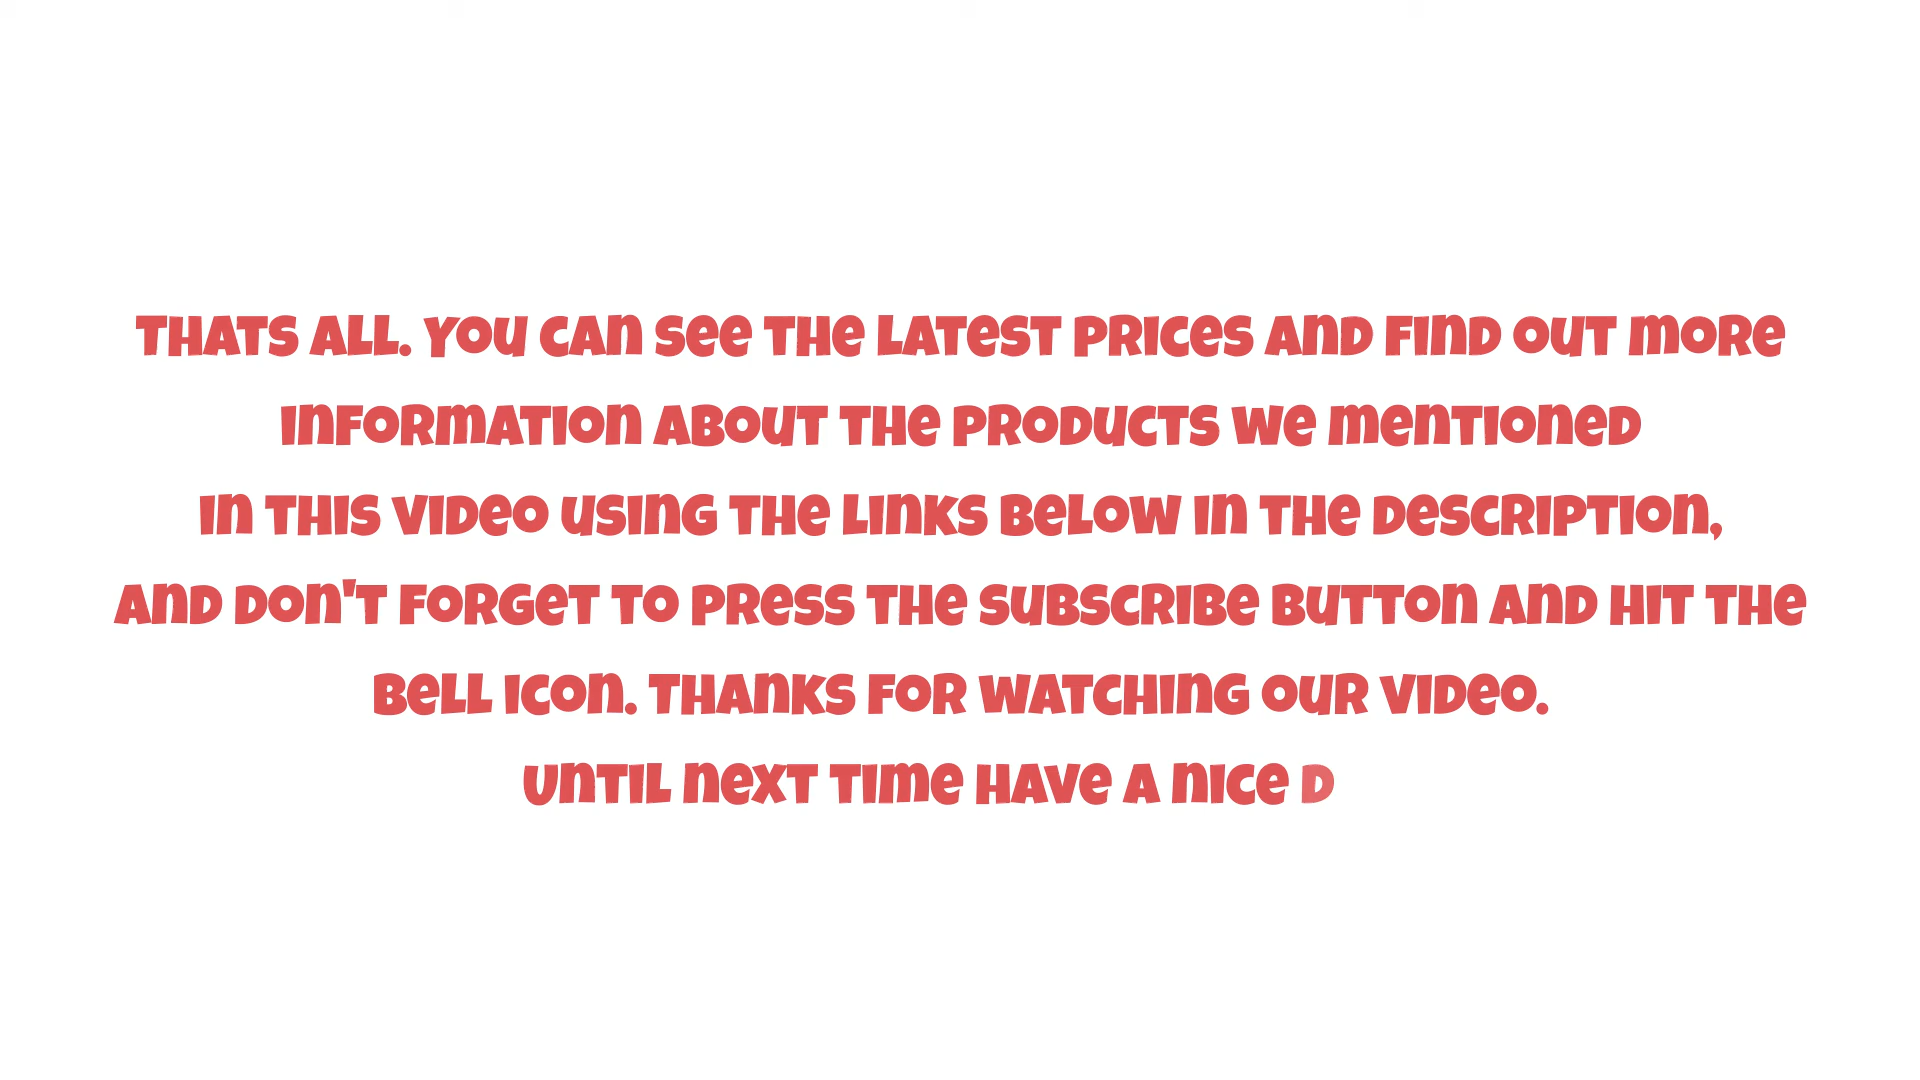 THATS ALL. YOU CAN SEE THE LATEST PRICES AND FIND OUT MORE
INFORMATION ABOUT THE PRODUCTS WE MENTIONED
IN THIS VIDEO USING THE LINKS BELOW IN THE DESCRIPTION,
AND DON'T FORGET TO PRESS THE SUBSCRIBE BUTTON AND HIT THE
BELL ICON. THANKS FOR WATCHING OUR VIDEO.
UNTIL NEXT TIME HAVE A NICE D